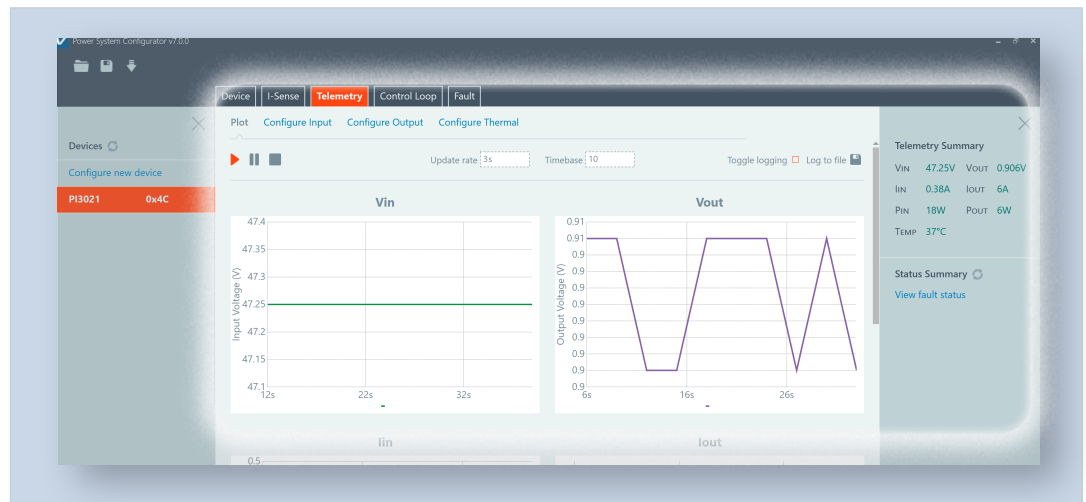 Power System Configurator v7.0.0
Device I-Sense Telemetry Control Loop Fault
Plot Configure Input Configure Output Configure Thermal
Devices
Configure new device
PI3021 0x4C
Update rate 3s Timebase 10 Toggle logging Log to file
Vin
47.4
47.35
47.3
47.25
47.2
47.15
47.1
Input Voltage (V)
12s 22s 32s
Vout
0.91
0.91
0.9
0.9
0.9
0.9
0.9
0.9
0.9
0.9
0.9
Output Voltage (V)
6s 16s 26s
Iin
0.5
Iout
Telemetry Summary
VIN 47.25V VOUT 0.906V
IIN 0.38A IOUT 6A
PIN 18W POUT 6W
TEMP 37°C
Status Summary
View fault status